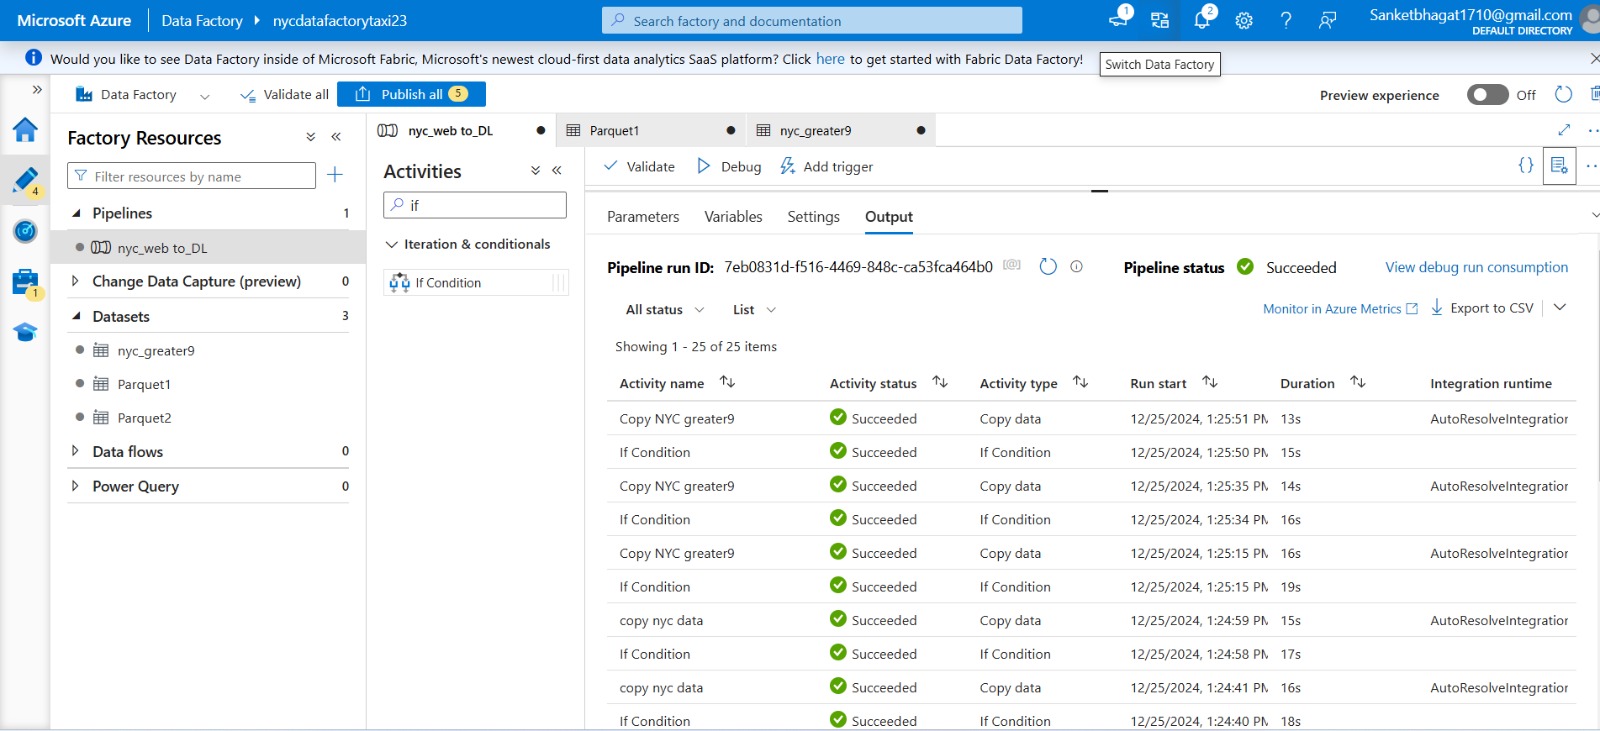 Microsoft Azure Data Factory nycdatafactorytaxi23 Search factory and documentation 1 2 Sanketbhagat1710@gmail.com
DEFAULT DIRECTORY
Would you like to see Data Factory inside of Microsoft Fabric, Microsoft's newest cloud-first data analytics SaaS platform? Click here to get started with Fabric Data Factory!
Switch Data Factory
Data Factory Validate all Publish all 5 Preview experience Off
Factory Resources
Filter resources by name
4
1
Pipelines 1
nyc_web to_DL
Change Data Capture (preview) 0
Datasets 3
nyc_greater9
Parquet1
Parquet2
Data flows 0
Power Query 0
nyc_web to_DL Parquet1 nyc_greater9
Activities
if
Iteration & conditionals
If Condition
Validate Debug Add trigger {}
Parameters Variables Settings Output
Pipeline run ID: 7eb0831d-f516-4469-848c-ca53fca464b0 Pipeline status Succeeded View debug run consumption
All status List Monitor in Azure Metrics Export to CSV
Showing 1 - 25 of 25 items
Activity name Activity status Activity type Run start Duration Integration runtime
Copy NYC greater9 Succeeded Copy data 12/25/2024, 1:25:51 PM 13s AutoResolveIntegration
If Condition Succeeded If Condition 12/25/2024, 1:25:50 PM 15s
Copy NYC greater9 Succeeded Copy data 12/25/2024, 1:25:35 PM 14s AutoResolveIntegration
If Condition Succeeded If Condition 12/25/2024, 1:25:34 PM 16s
Copy NYC greater9 Succeeded Copy data 12/25/2024, 1:25:15 PM 16s AutoResolveIntegration
If Condition Succeeded If Condition 12/25/2024, 1:25:15 PM 19s
copy nyc data Succeeded Copy data 12/25/2024, 1:24:59 PM 15s AutoResolveIntegration
If Condition Succeeded If Condition 12/25/2024, 1:24:58 PM 17s
copy nyc data Succeeded Copy data 12/25/2024, 1:24:41 PM 16s AutoResolveIntegration
If Condition Succeeded If Condition 12/25/2024, 1:24:40 PM 18s